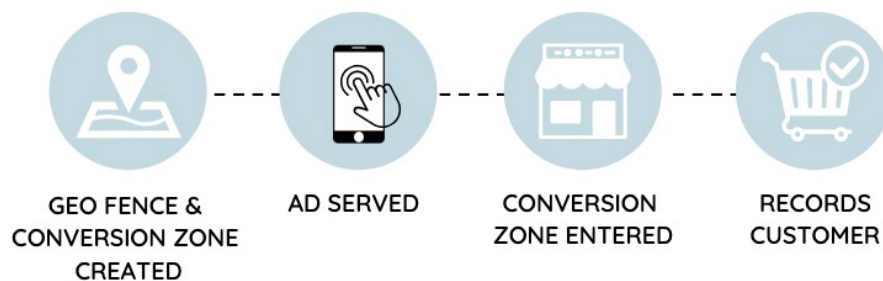 GEO FENCE &
CONVERSION ZONE
CREATED
AD SERVED
CONVERSION
ZONE ENTERED
RECORDS
CUSTOMER